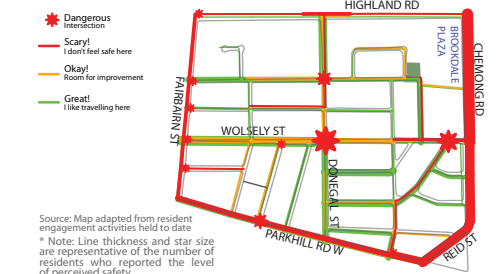 Dangerous
Intersection
Scary!
I don't feel safe here
Okay!
Room for improvement
Great!
I like travelling here
HIGHLAND RD
BROOKDALE
PLAZA
CHEMONG RD
FAIRBAIRN ST
WOLSELY ST
DONEGAL ST
PARKHILL RD W
REID ST
Source: Map adapted from resident
engagement activities held to date
* Note: Line thickness and star size
are representative of the number of
residents who reported the level
of perceived safety